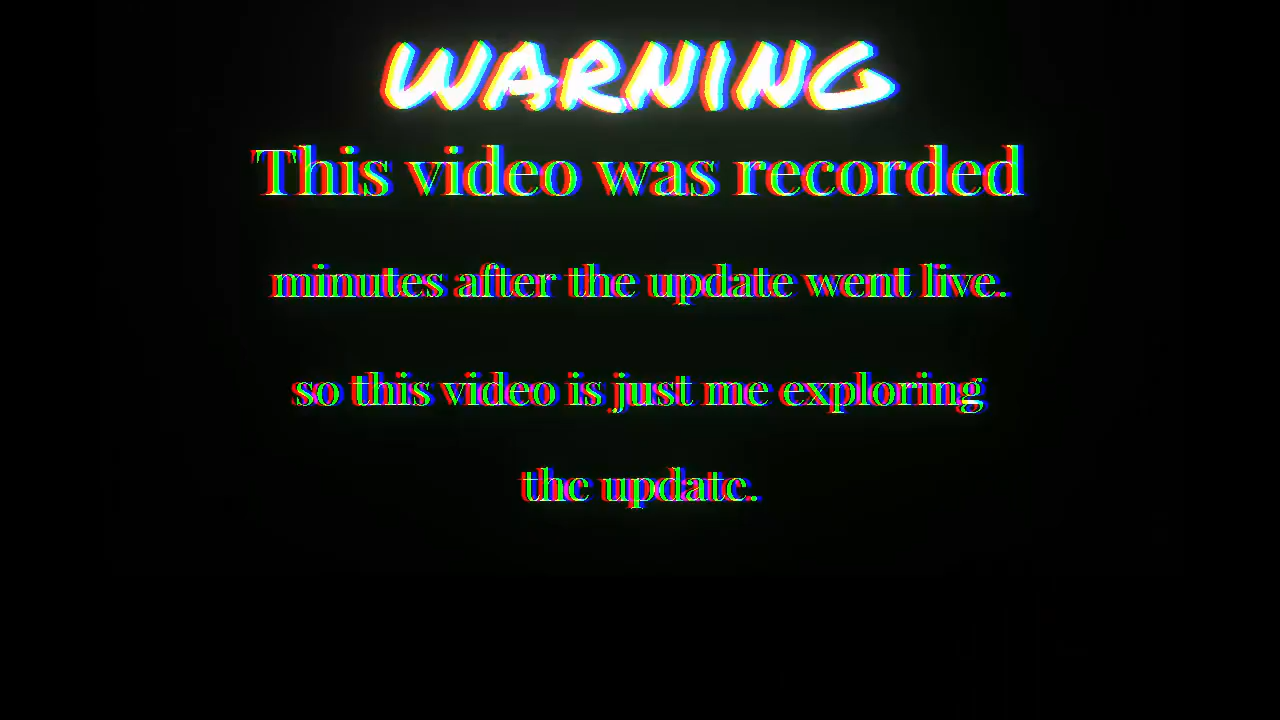 WARNING
This video was recorded
minutes after the update went live.
so this video is just me exploring
the update.